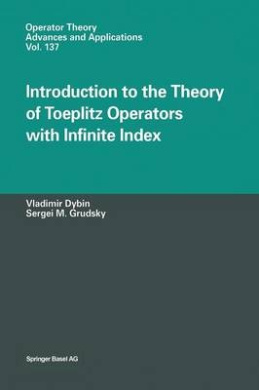 Operator Theory
Advances and Applications
Vol. 137
Introduction to the Theory
of Toeplitz Operators
with Infinite Index
Vladimir Dybin
Sergei M. Grudsky
Springer Basel AG